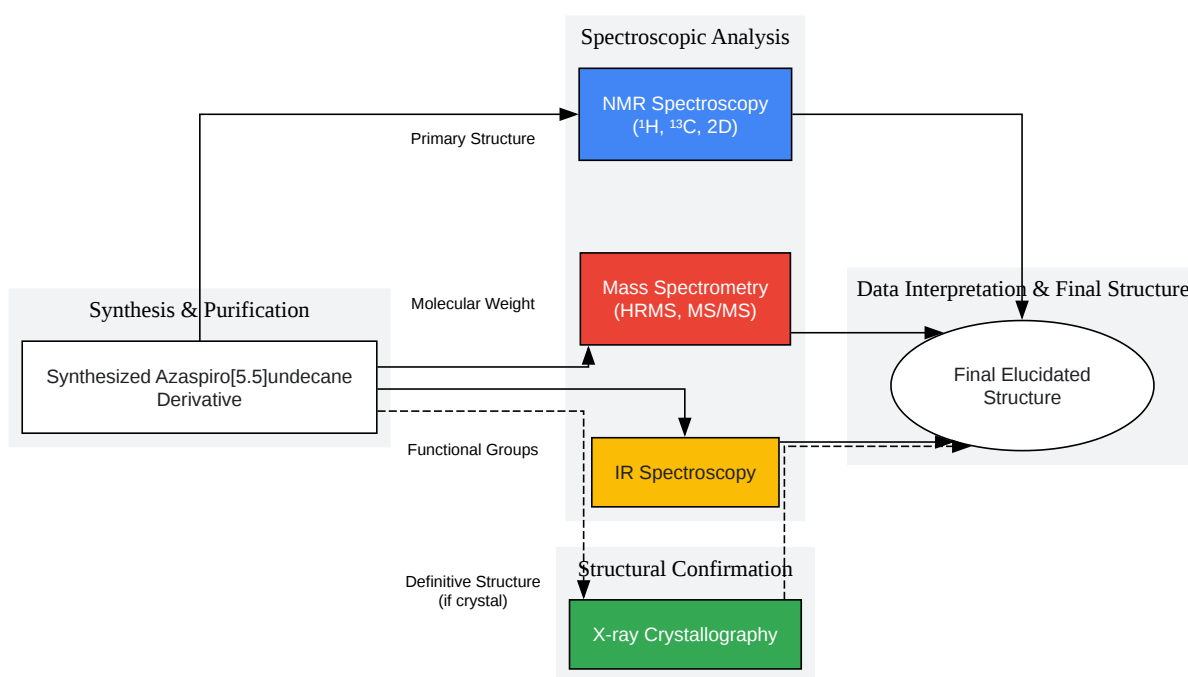 Spectroscopic Analysis
NMR Spectroscopy
(¹H, ¹³C, 2D)
Primary Structure
Mass Spectrometry
(HRMS, MS/MS)
Molecular Weight
Synthesis & Purification
Synthesized Azaspiro[5.5]undecane
Derivative
Data Interpretation & Final Structure
Final Elucidated
Structure
Functional Groups
IR Spectroscopy
Structural Confirmation
Definitive Structure
(if crystal)
X-ray Crystallography